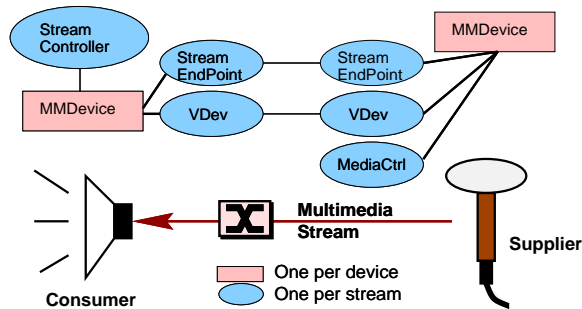 Stream
Controller
MMDevice
Stream
EndPoint
Stream
EndPoint
MMDevice
VDev
VDev
MediaCtrl
Multimedia
Stream
Supplier
Consumer
One per device
One per stream